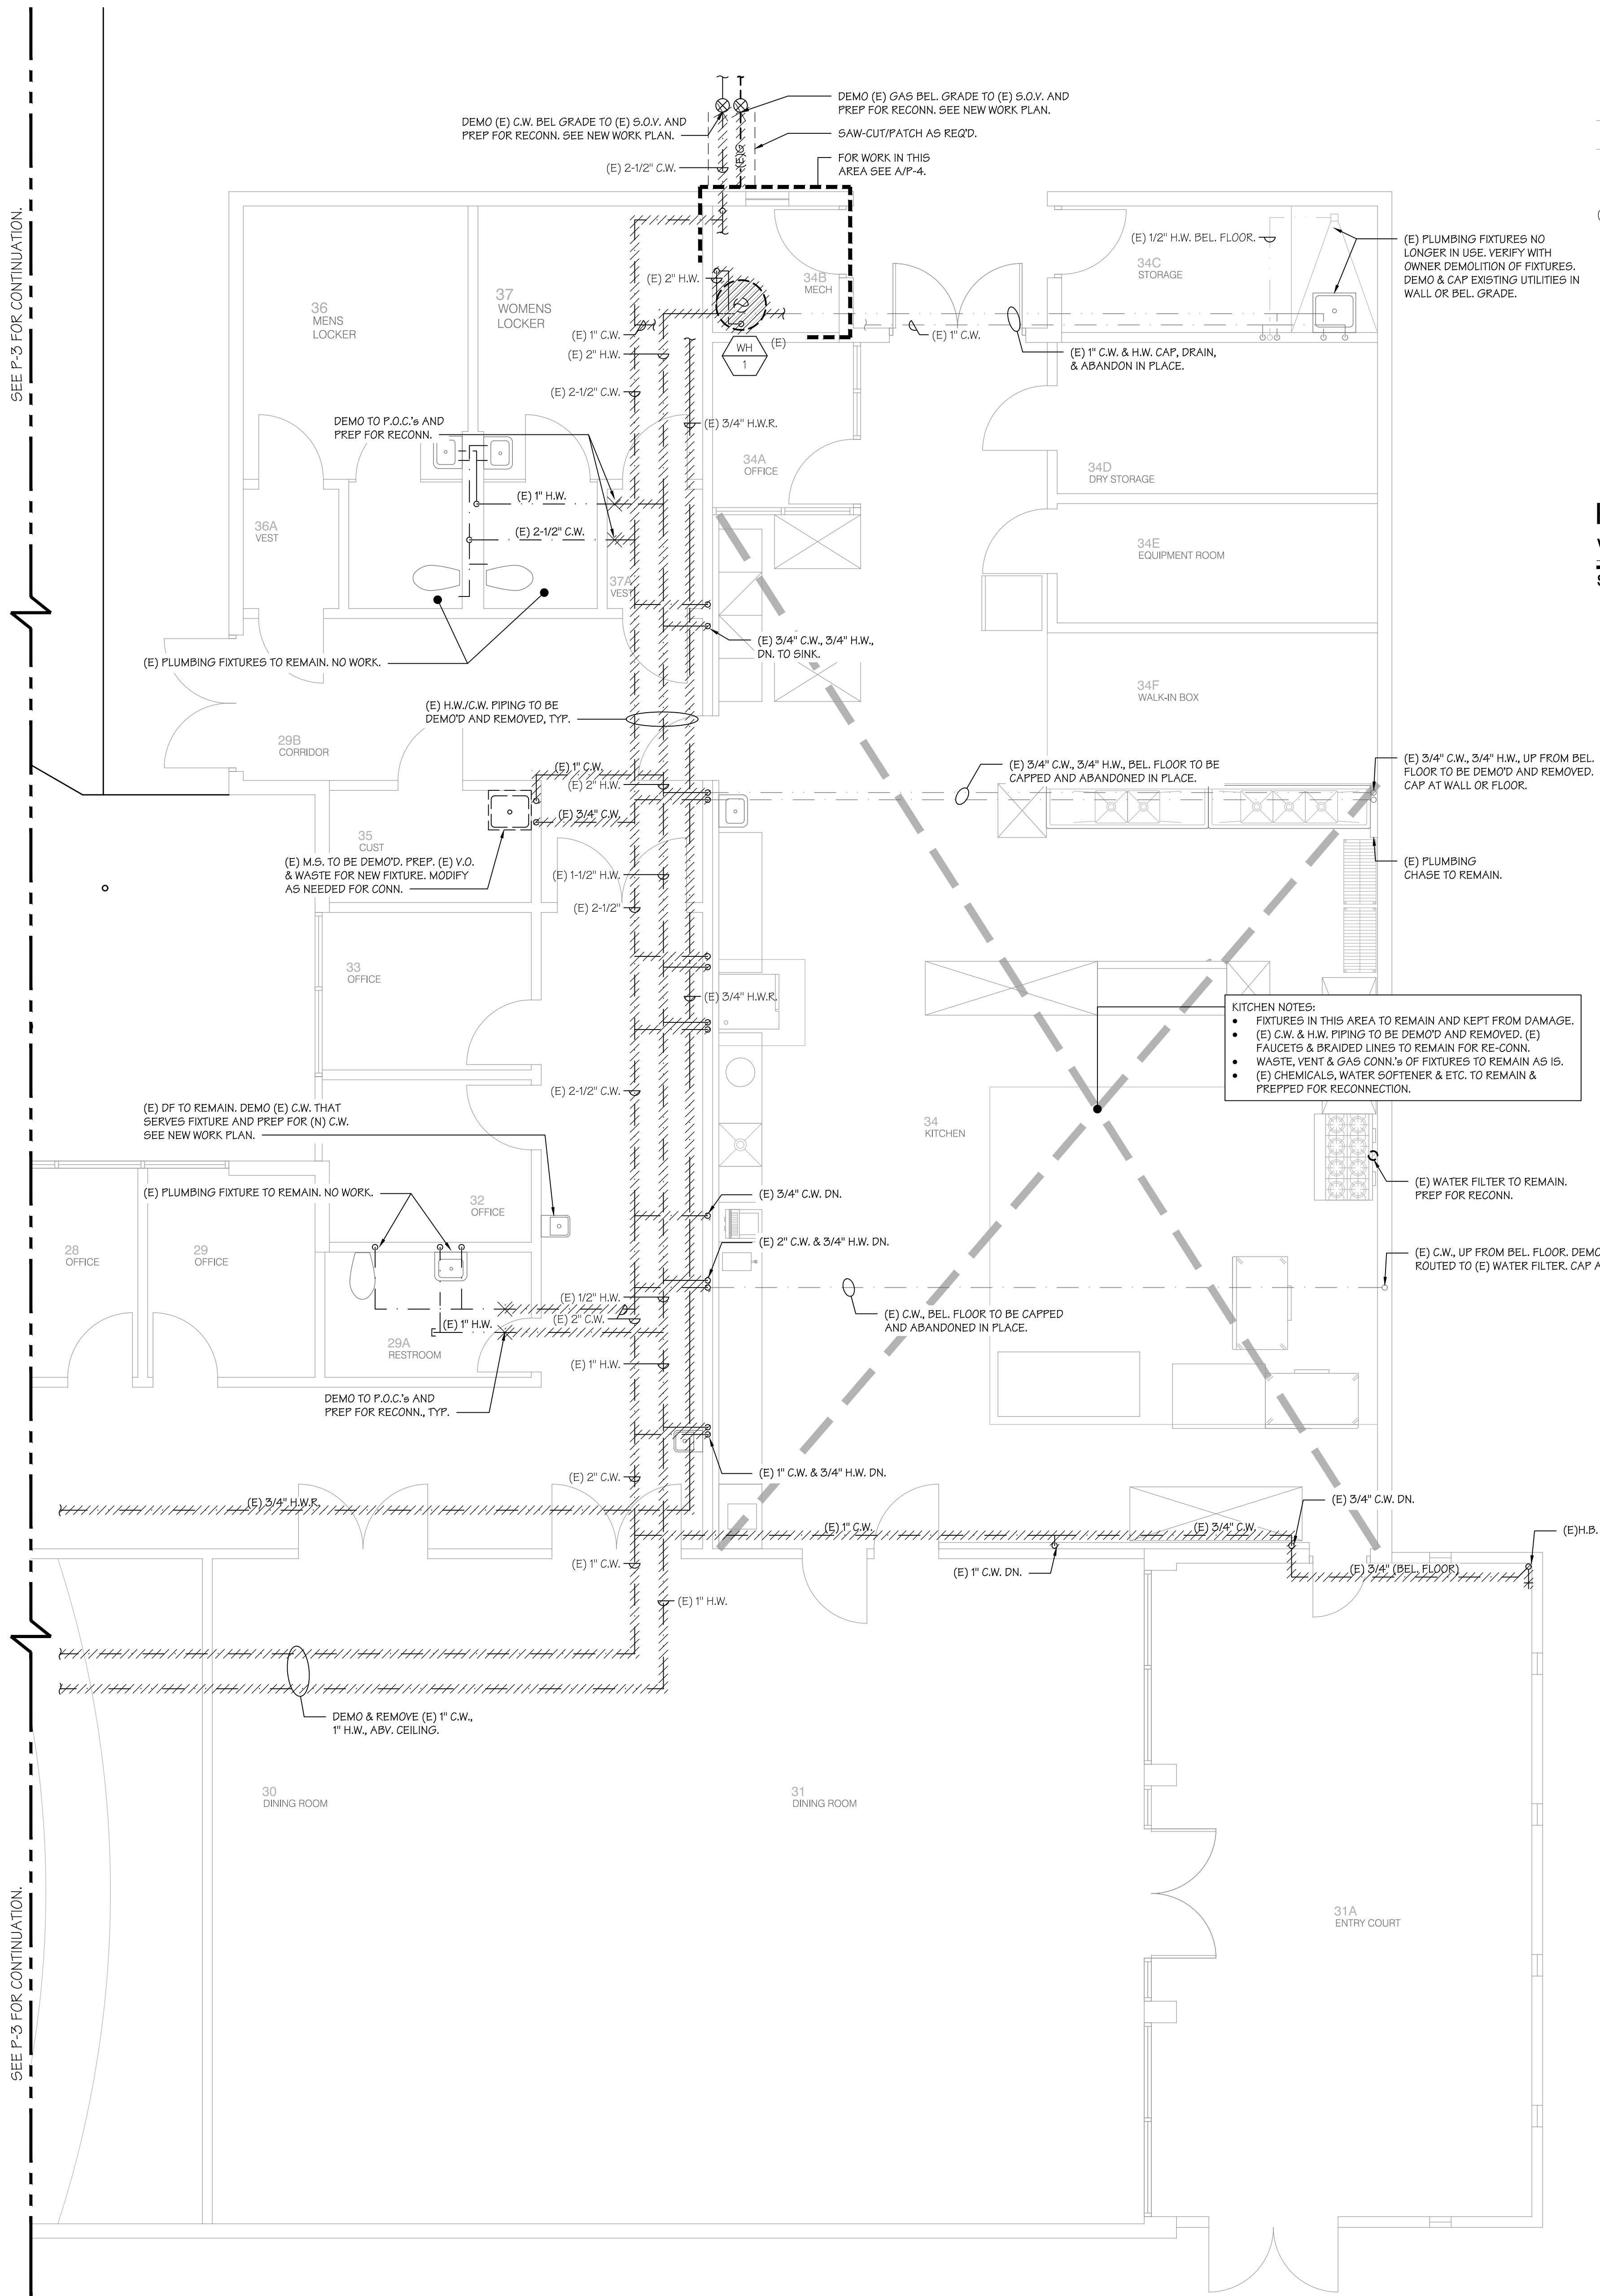 DEMO (E) GAS BEL. GRADE TO (E) S.O.V. AND
PREP FOR RECONN. SEE NEW WORK PLAN.
DEMO (E) C.W. BEL GRADE TO (E) S.O.V. AND
PREP FOR RECONN. SEE NEW WORK PLAN.
SAW-CUT/PATCH AS REQ'D.
(E) 2-1/2" C.W.
(E)G
FOR WORK IN THIS
AREA SEE A/P-4.
SEE P-3 FOR CONTINUATION.
(E) 1/2" H.W. BEL. FLOOR.
(E) PLUMBING FIXTURES NO
LONGER IN USE. VERIFY WITH
OWNER DEMOLITION OF FIXTURES.
DEMO & CAP EXISTING UTILITIES IN
WALL OR BEL. GRADE.
34C
STORAGE
34B
MECH
(E) 2" H.W.
36
MENS
LOCKER
37
WOMENS
LOCKER
(E) 1" C.W.
(E) 2" H.W.
WH
1
(E)
(E) 1" C.W.
(E) 1" C.W. & H.W. CAP, DRAIN,
& ABANDON IN PLACE.
(E) 2-1/2" C.W.
DEMO TO P.O.C.'s AND
PREP FOR RECONN.
(E) 3/4" H.W.R.
34A
OFFICE
34D
DRY STORAGE
(E) 1" H.W.
(E) 2-1/2" C.W.
36A
VEST
34E
EQUIPMENT ROOM
37A
VEST
(E) 3/4" C.W., 3/4" H.W.,
DN. TO SINK.
(E) PLUMBING FIXTURES TO REMAIN. NO WORK.
34F
WALK-IN BOX
(E) H.W./C.W. PIPING TO BE
DEMO'D AND REMOVED, TYP.
29B
CORRIDOR
(E) 3/4" C.W., 3/4" H.W., BEL. FLOOR TO BE
CAPPED AND ABANDONED IN PLACE.
(E) 3/4" C.W., 3/4" H.W., UP FROM BEL.
FLOOR TO BE DEMO'D AND REMOVED.
CAP AT WALL OR FLOOR.
(E) 1" C.W.
(E) 2" H.W.
(E) 3/4" C.W.
35
CUST
(E) M.S. TO BE DEMO'D. PREP. (E) V.O.
& WASTE FOR NEW FIXTURE. MODIFY
AS NEEDED FOR CONN.
(E) PLUMBING
CHASE TO REMAIN.
(E) 1-1/2" H.W.
(E) 2-1/2"
33
OFFICE
(E) 3/4" H.W.R.
KITCHEN NOTES:
● FIXTURES IN THIS AREA TO REMAIN AND KEPT FROM DAMAGE.
● (E) C.W. & H.W. PIPING TO BE DEMO'D AND REMOVED. (E)
FAUCETS & BRAIDED LINES TO REMAIN FOR RE-CONN.
● WASTE, VENT & GAS CONN.'s OF FIXTURES TO REMAIN AS IS.
● (E) CHEMICALS, WATER SOFTENER & ETC. TO REMAIN &
PREPPED FOR RECONNECTION.
(E) 2-1/2" C.W.
(E) DF TO REMAIN. DEMO (E) C.W. THAT
SERVES FIXTURE AND PREP FOR (N) C.W.
SEE NEW WORK PLAN.
34
KITCHEN
(E) WATER FILTER TO REMAIN.
PREP FOR RECONN.
(E) PLUMBING FIXTURE TO REMAIN. NO WORK.
(E) 3/4" C.W. DN.
32
OFFICE
28
OFFICE
29
OFFICE
(E) 2" C.W. & 3/4" H.W. DN.
(E) C.W., UP FROM BEL. FLOOR. DEMO
ROUTED TO (E) WATER FILTER. CAP A
(E) 1/2" H.W.
(E) 2" C.W.
(E) 1" H.W.
(E) C.W., BEL. FLOOR TO BE CAPPED
AND ABANDONED IN PLACE.
29A
RESTROOM
(E) 1" H.W.
DEMO TO P.O.C.'s AND
PREP FOR RECONN., TYP.
(E) 2" C.W.
(E) 1" C.W. & 3/4" H.W. DN.
(E) 3/4" H.W.R.
(E) 3/4" C.W. DN.
(E) 1" C.W.
(E) 3/4" C.W.
(E)H.B.
(E) 1" C.W.
(E) 1" C.W. DN.
(E) 3/4" (BEL. FLOOR)
(E) 1" H.W.
DEMO & REMOVE (E) 1" C.W.,
1" H.W., ABV. CEILING.
30
DINING ROOM
31
DINING ROOM
31A
ENTRY COURT
SEE P-3 FOR CONTINUATION.